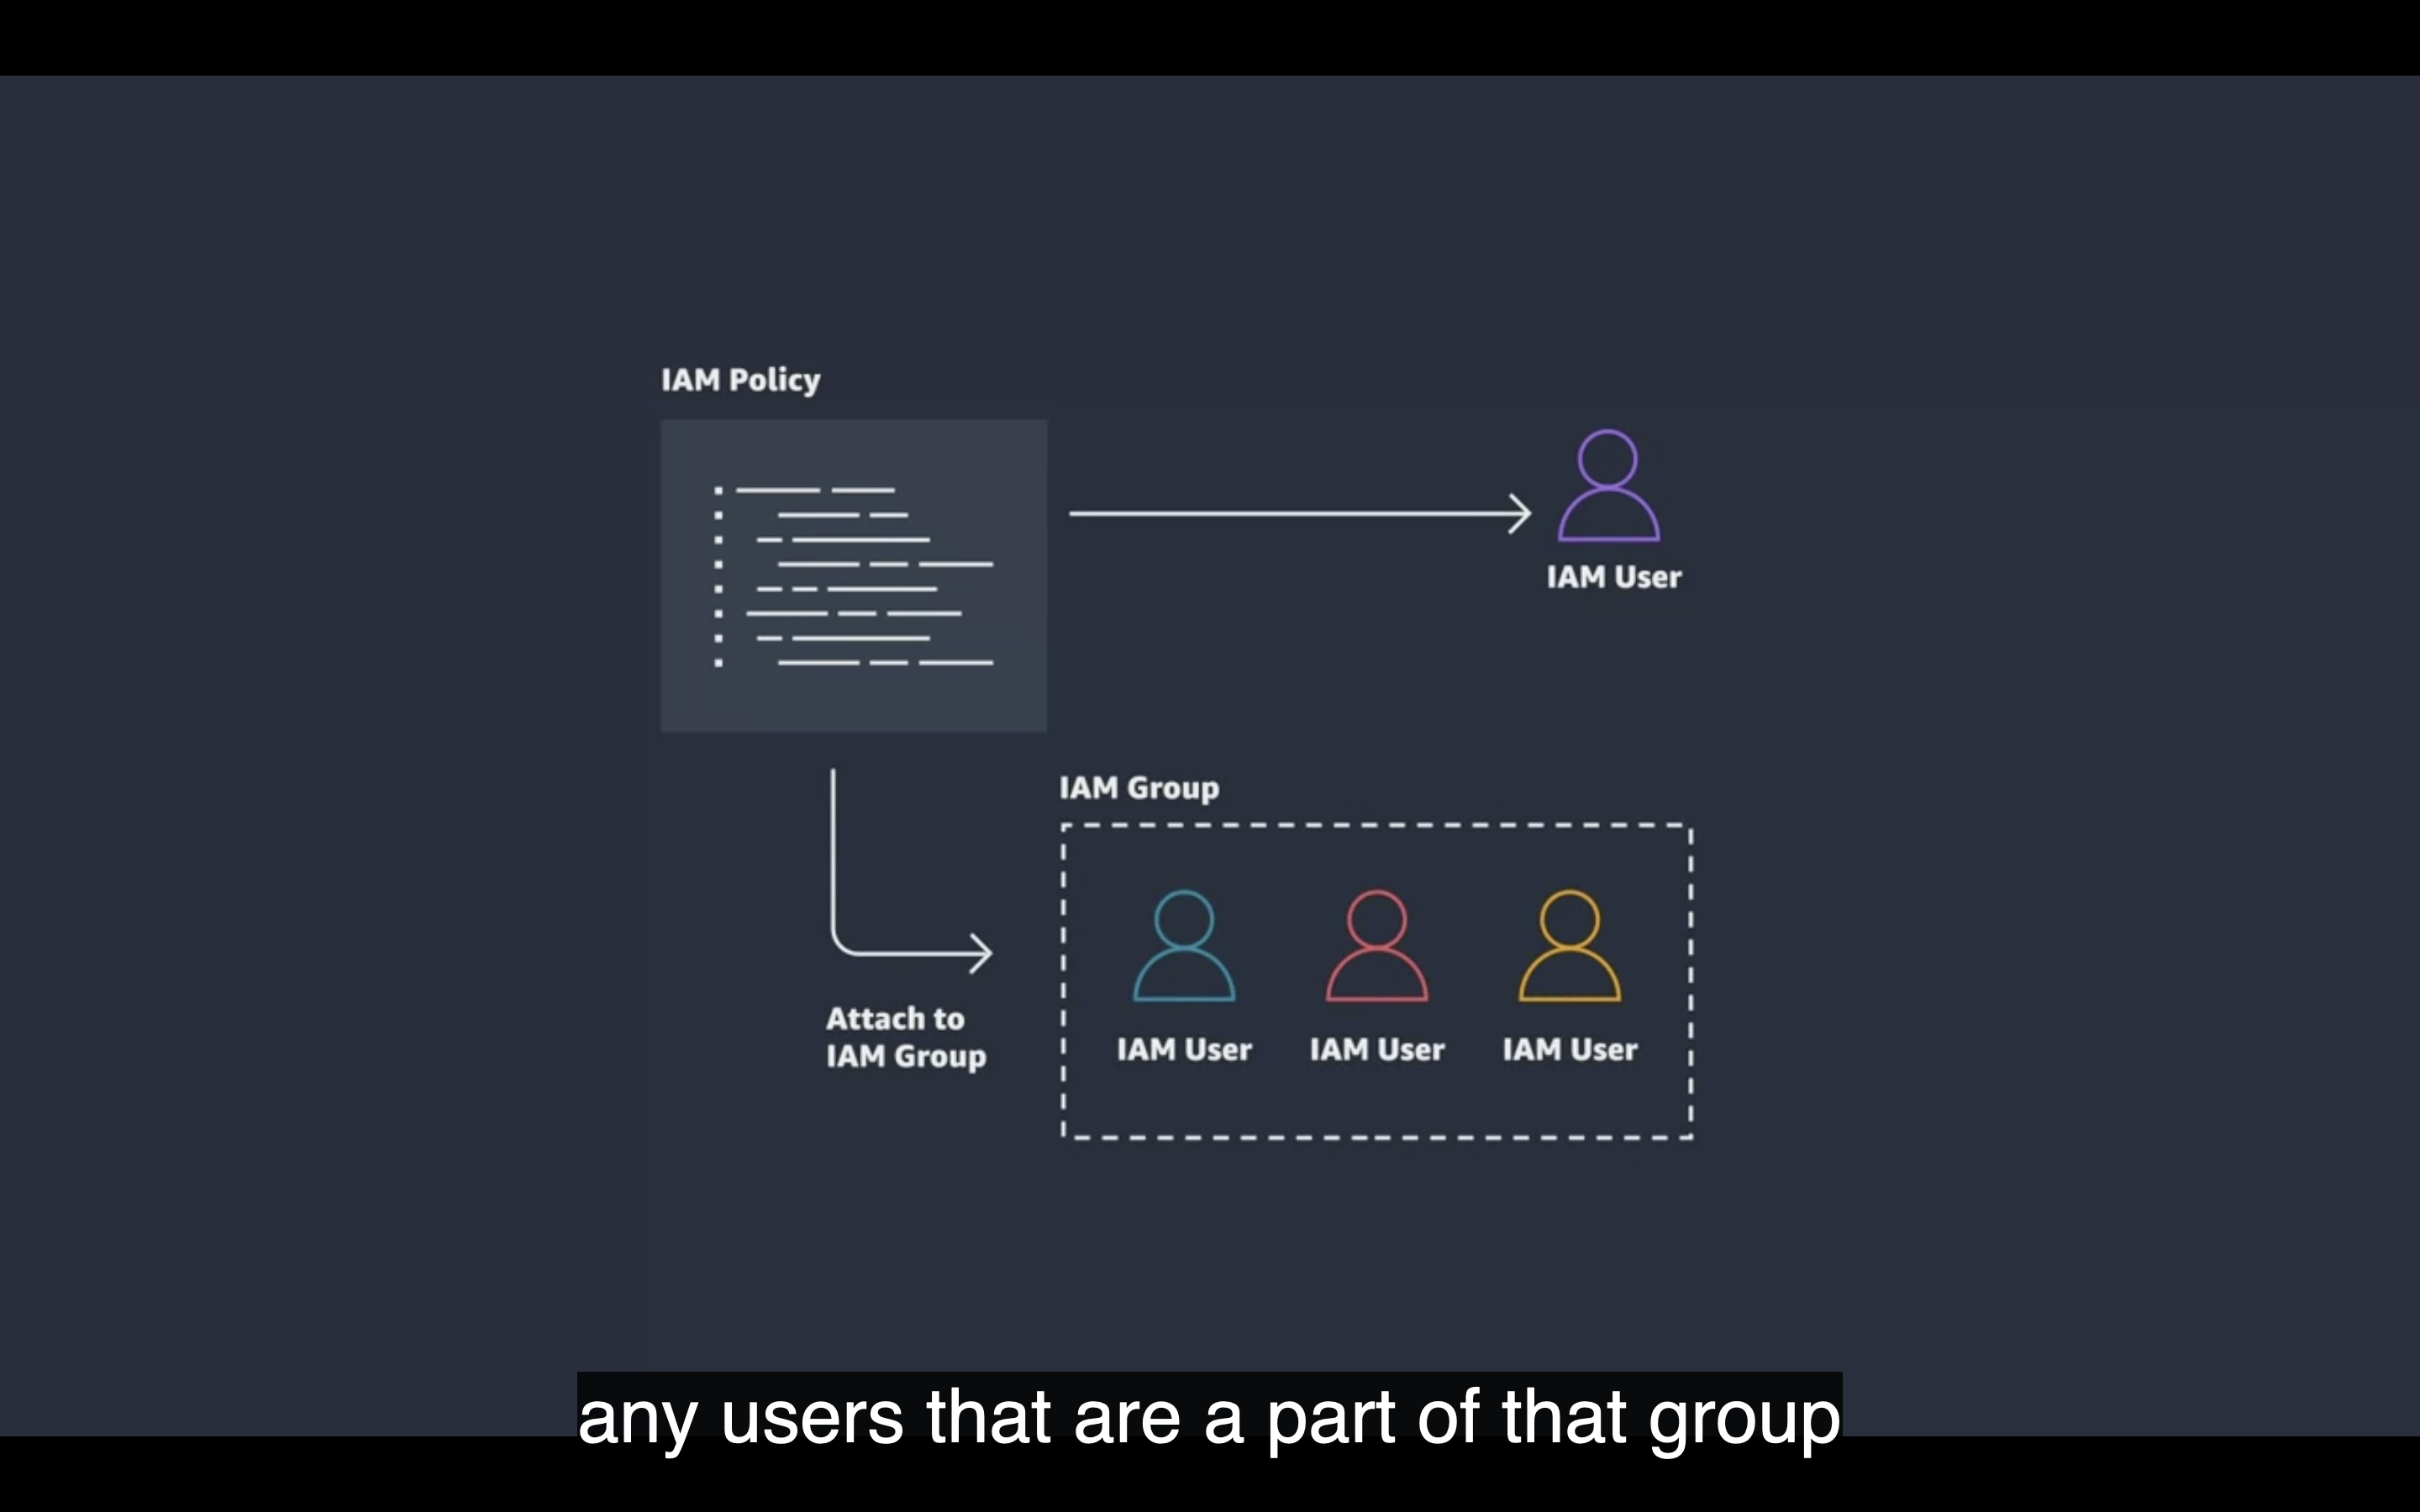 IAM Policy
IAM User
IAM Group
Attach to
IAM Group
IAM User IAM User IAM User
any users that are a part of that group